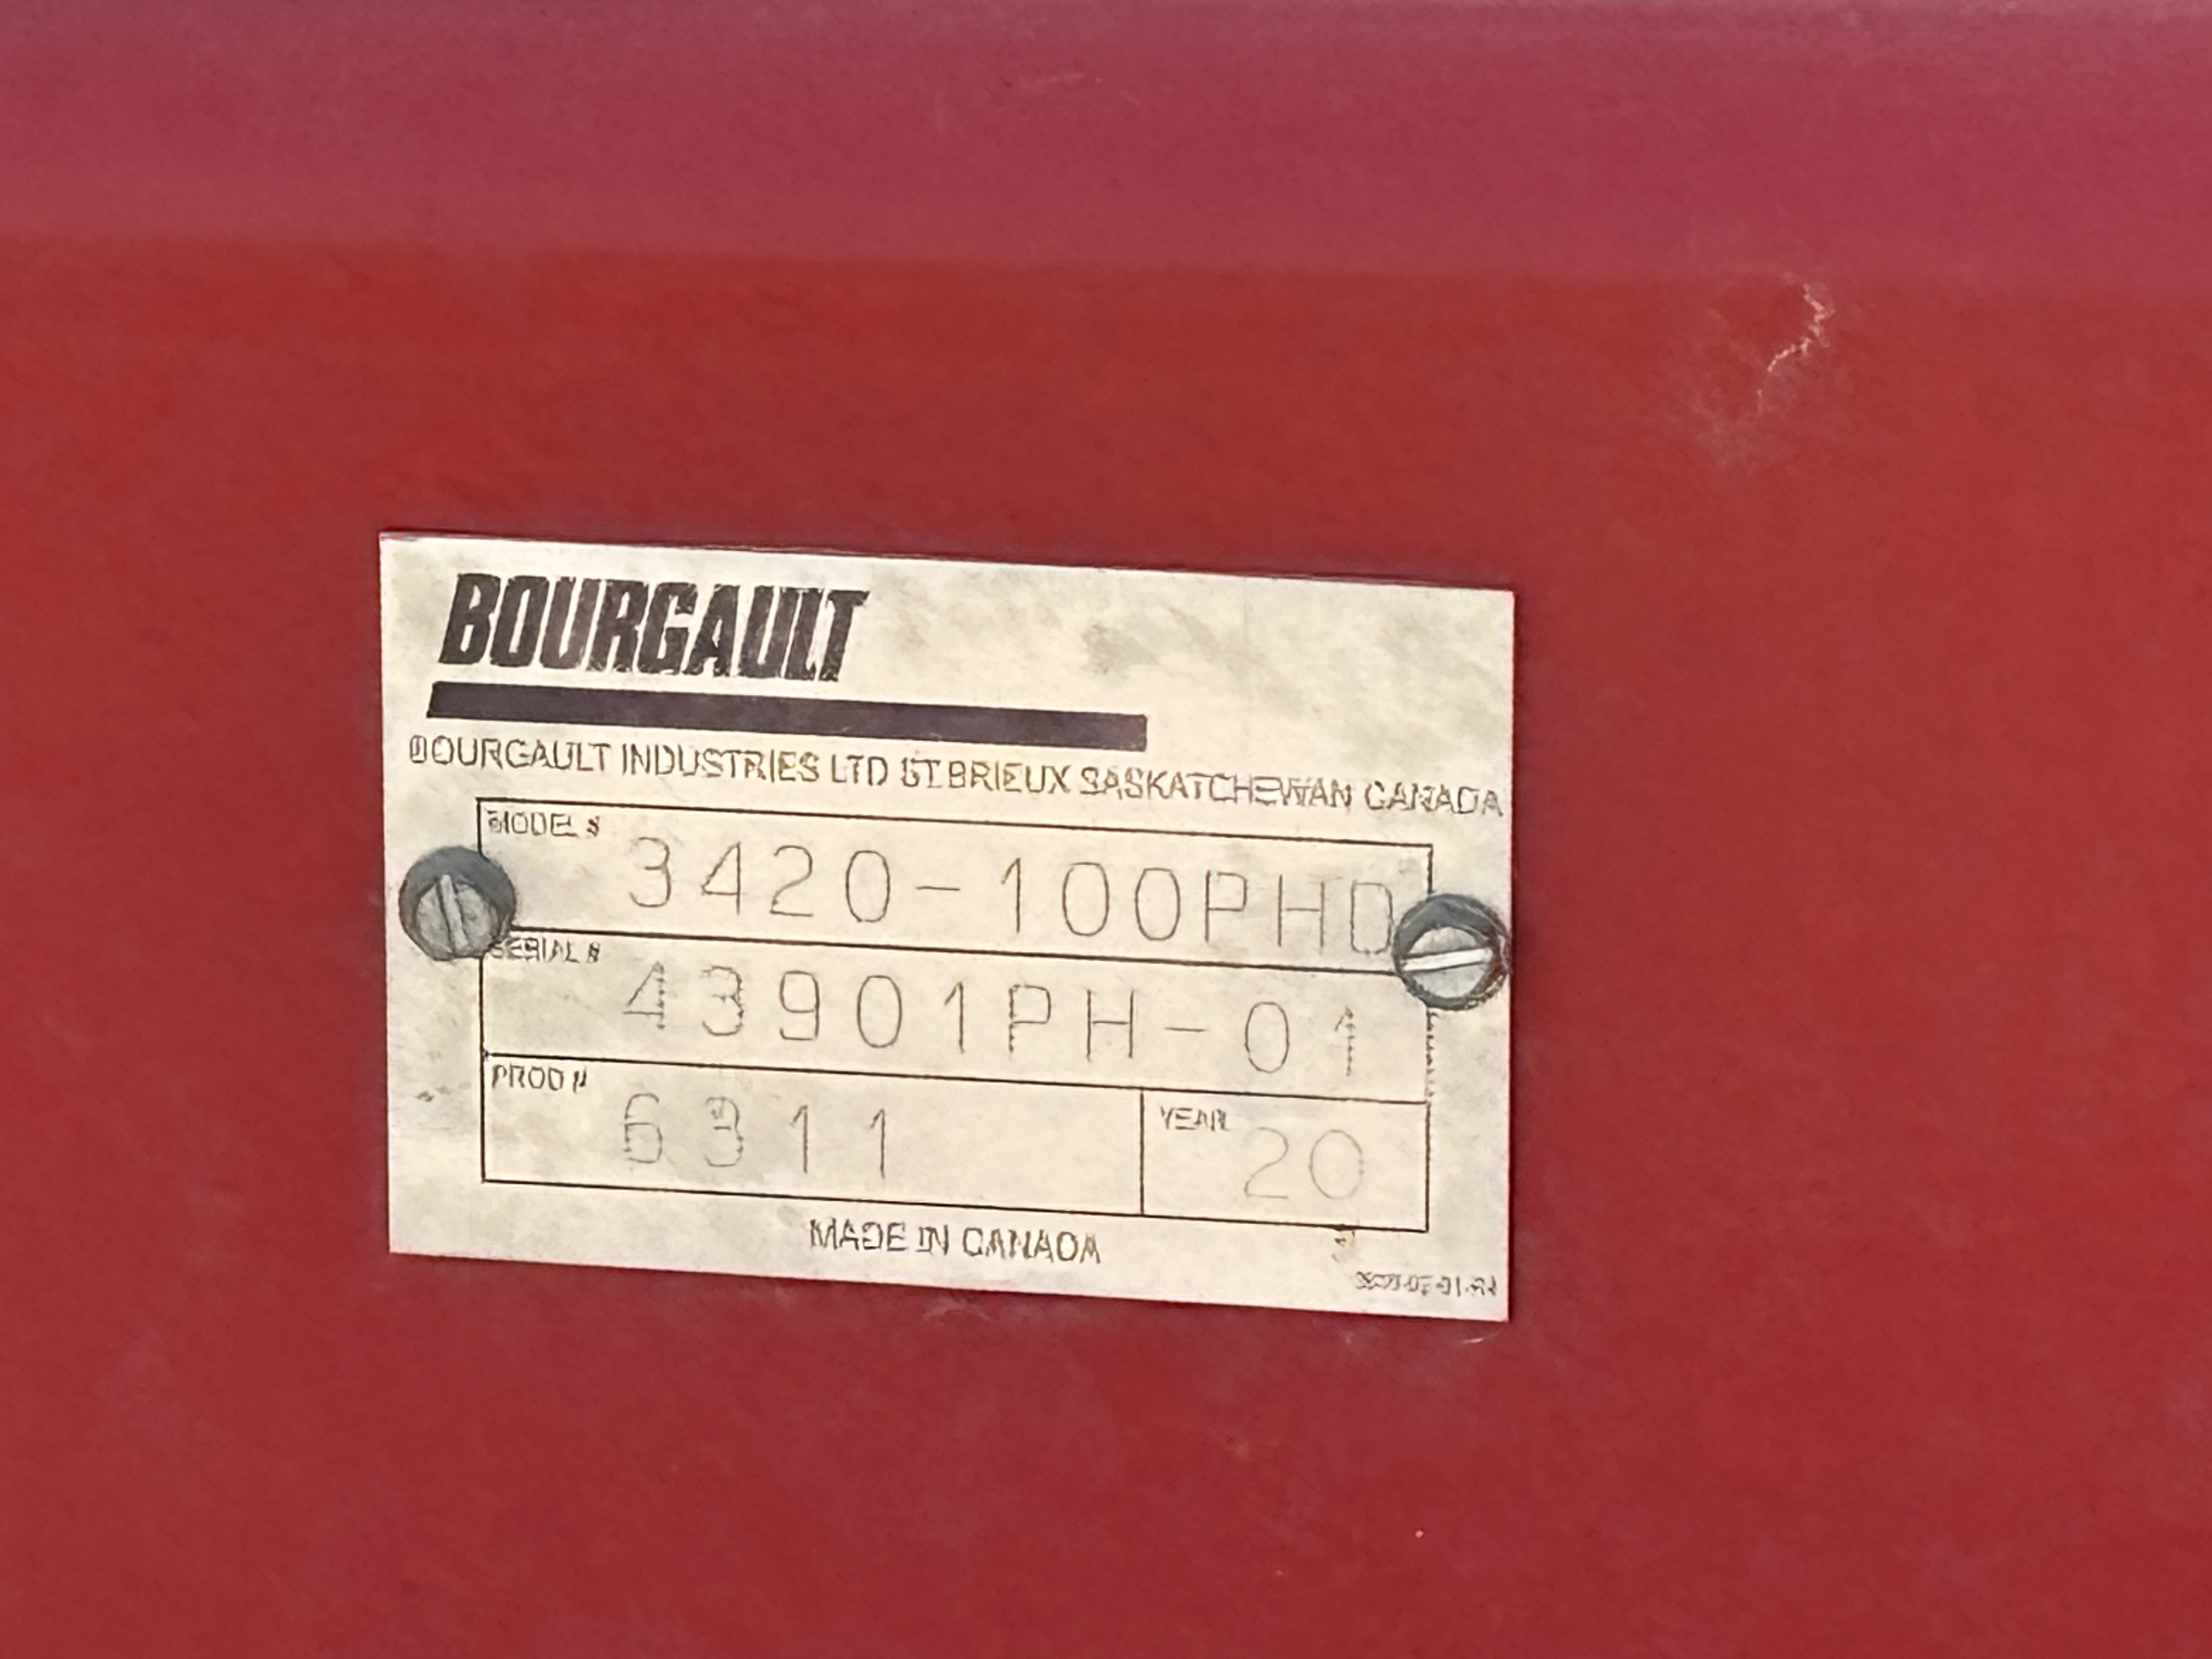 BOURGAULT
BOURGAULT INDUSTRIES LTD ST.BRIEUX SASKATCHEWAN CANADA
MODEL #
3420-100PHD
SERIAL #
43901PH-01
PROD #
6311
YEAR
20
MADE IN CANADA